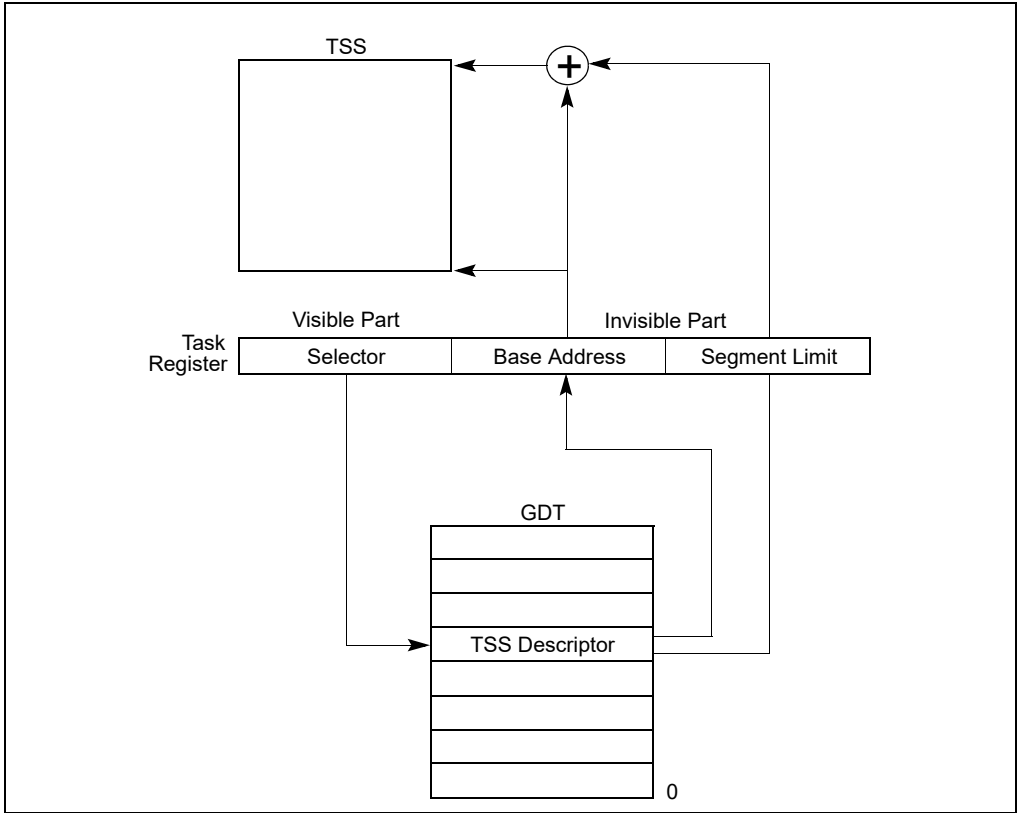 TSS
+
Visible Part
Invisible Part
Task
Register
Selector
Base Address
Segment Limit
GDT
TSS Descriptor
0